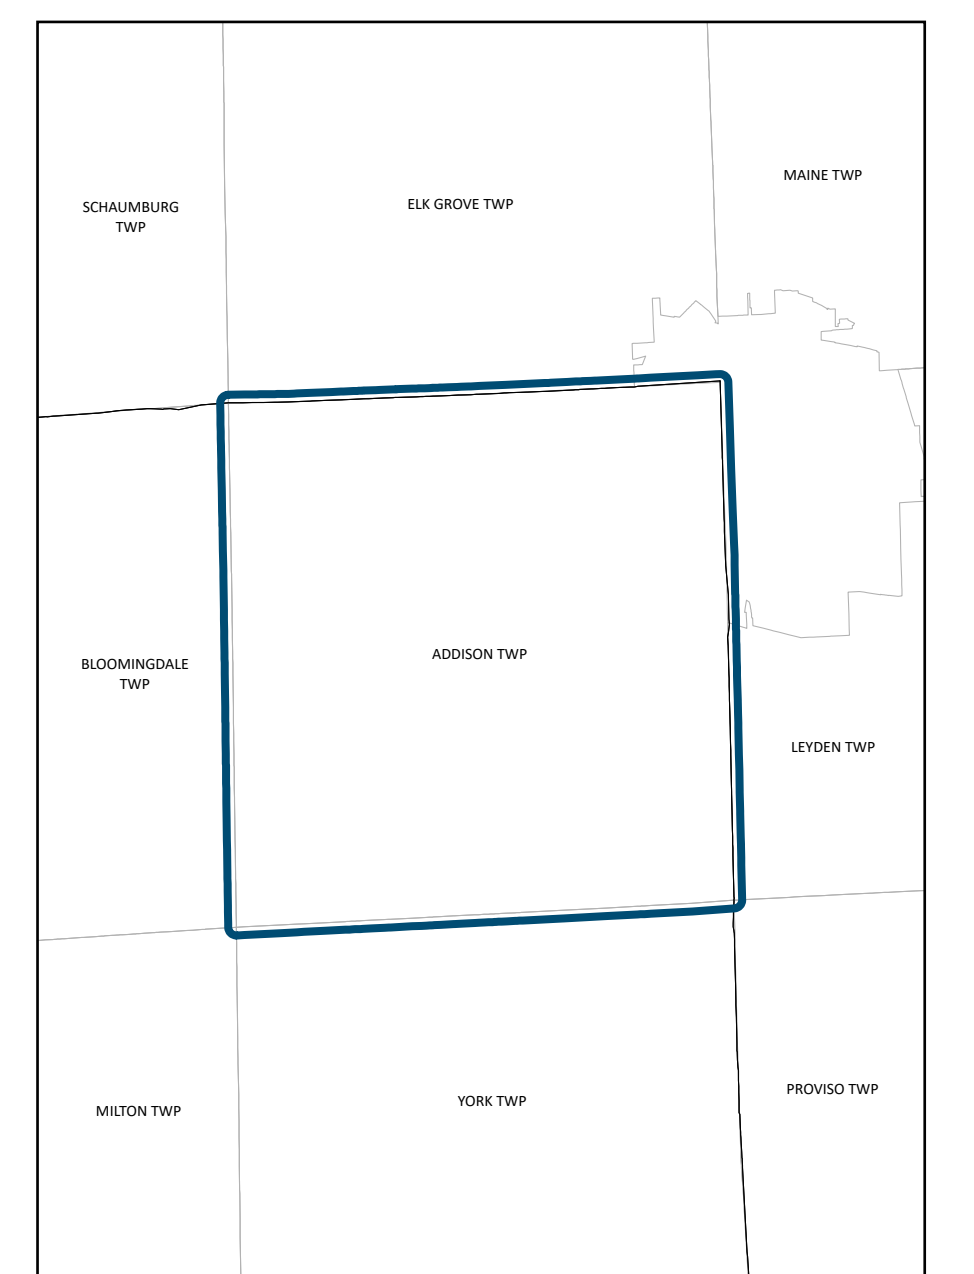 MAINE TWP
SCHAUMBURG
TWP
ELK GROVE TWP
BLOOMINGDALE
TWP
ADDISON TWP
LEYDEN TWP
MILTON TWP
YORK TWP
PROVISO TWP